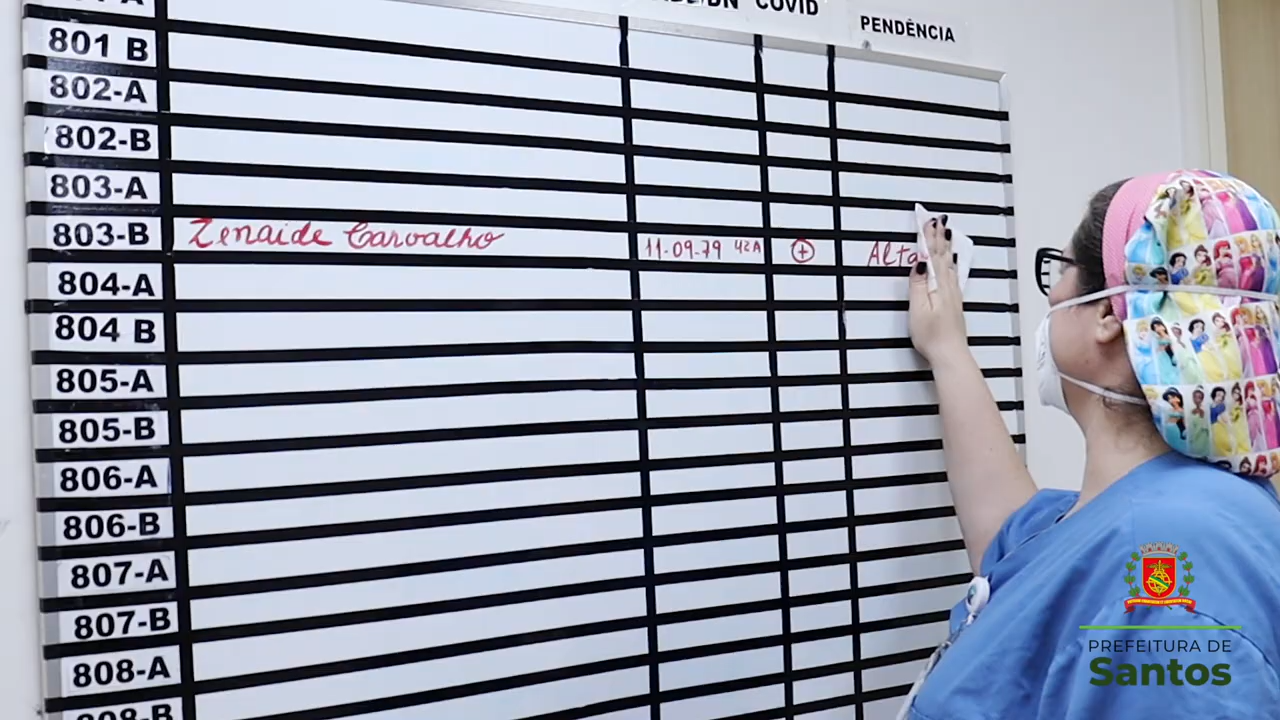 COVID
PENDÊNCIA
801 B
802-A
802-B
803-A
803-B Zenaide Carvalho 11-09-79 42A + Alta
804-A
804 B
805-A
805-B
806-A
806-B
807-A
807-B
808-A
808-B
PREFEITURA DE
Santos